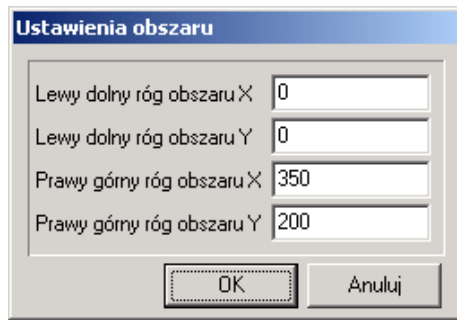 Ustawienia obszaru
Lewy dolny róg obszaru X 0
Lewy dolny róg obszaru Y 0
Prawy górny róg obszaru X 350
Prawy górny róg obszaru Y 200
OK Anuluj